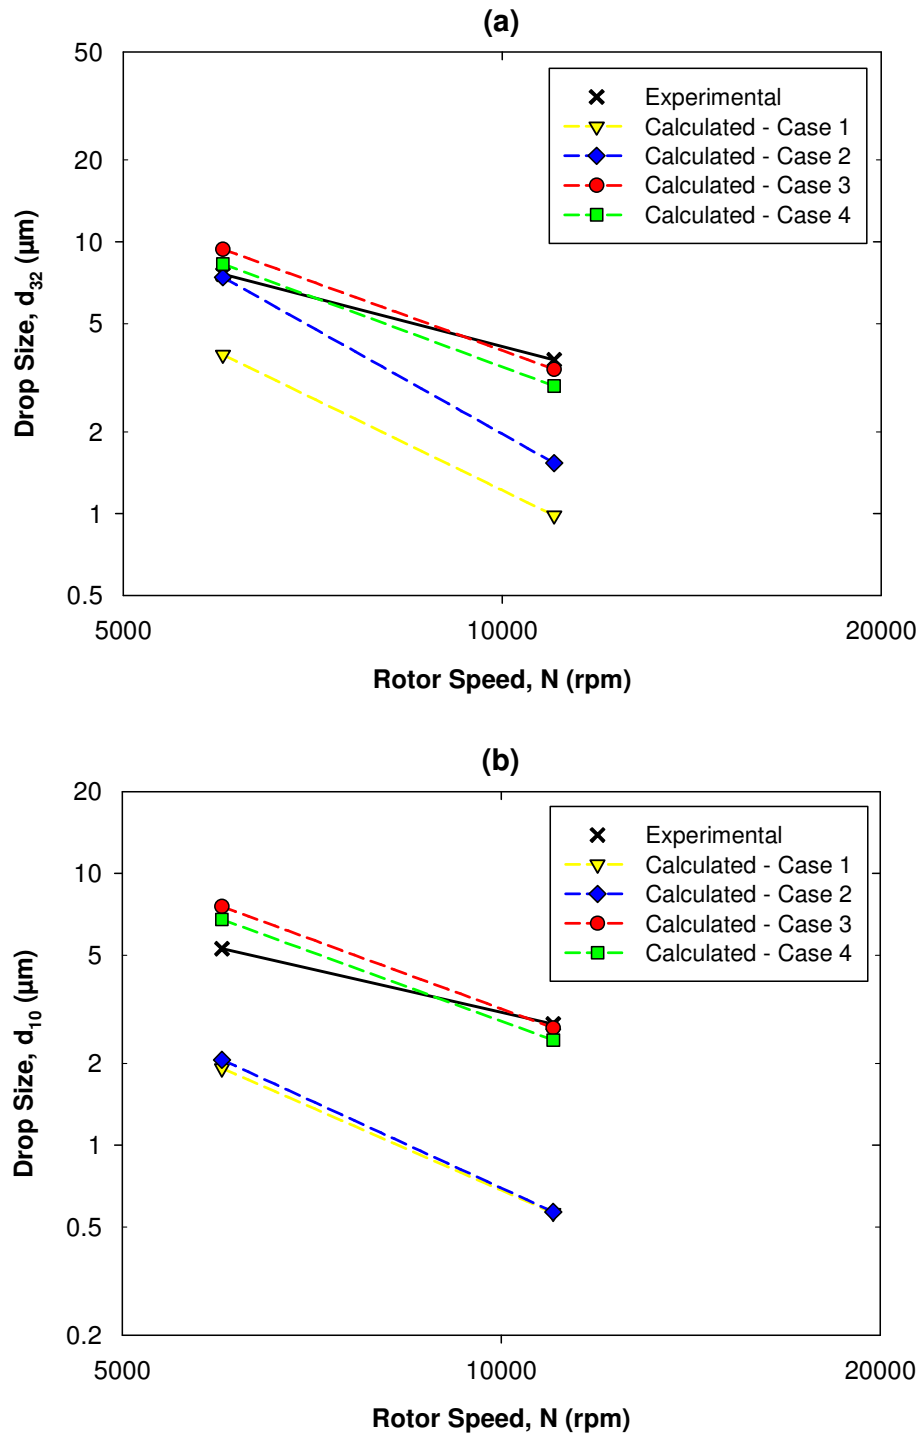 (a)
50
20
10
5
2
1
0.5
Drop Size, d32 (µm)
Experimental
Calculated - Case 1
Calculated - Case 2
Calculated - Case 3
Calculated - Case 4
5000 10000 20000
Rotor Speed, N (rpm)
(b)
20
10
5
2
1
0.5
0.2
Drop Size, d10 (µm)
Experimental
Calculated - Case 1
Calculated - Case 2
Calculated - Case 3
Calculated - Case 4
5000 10000 20000
Rotor Speed, N (rpm)